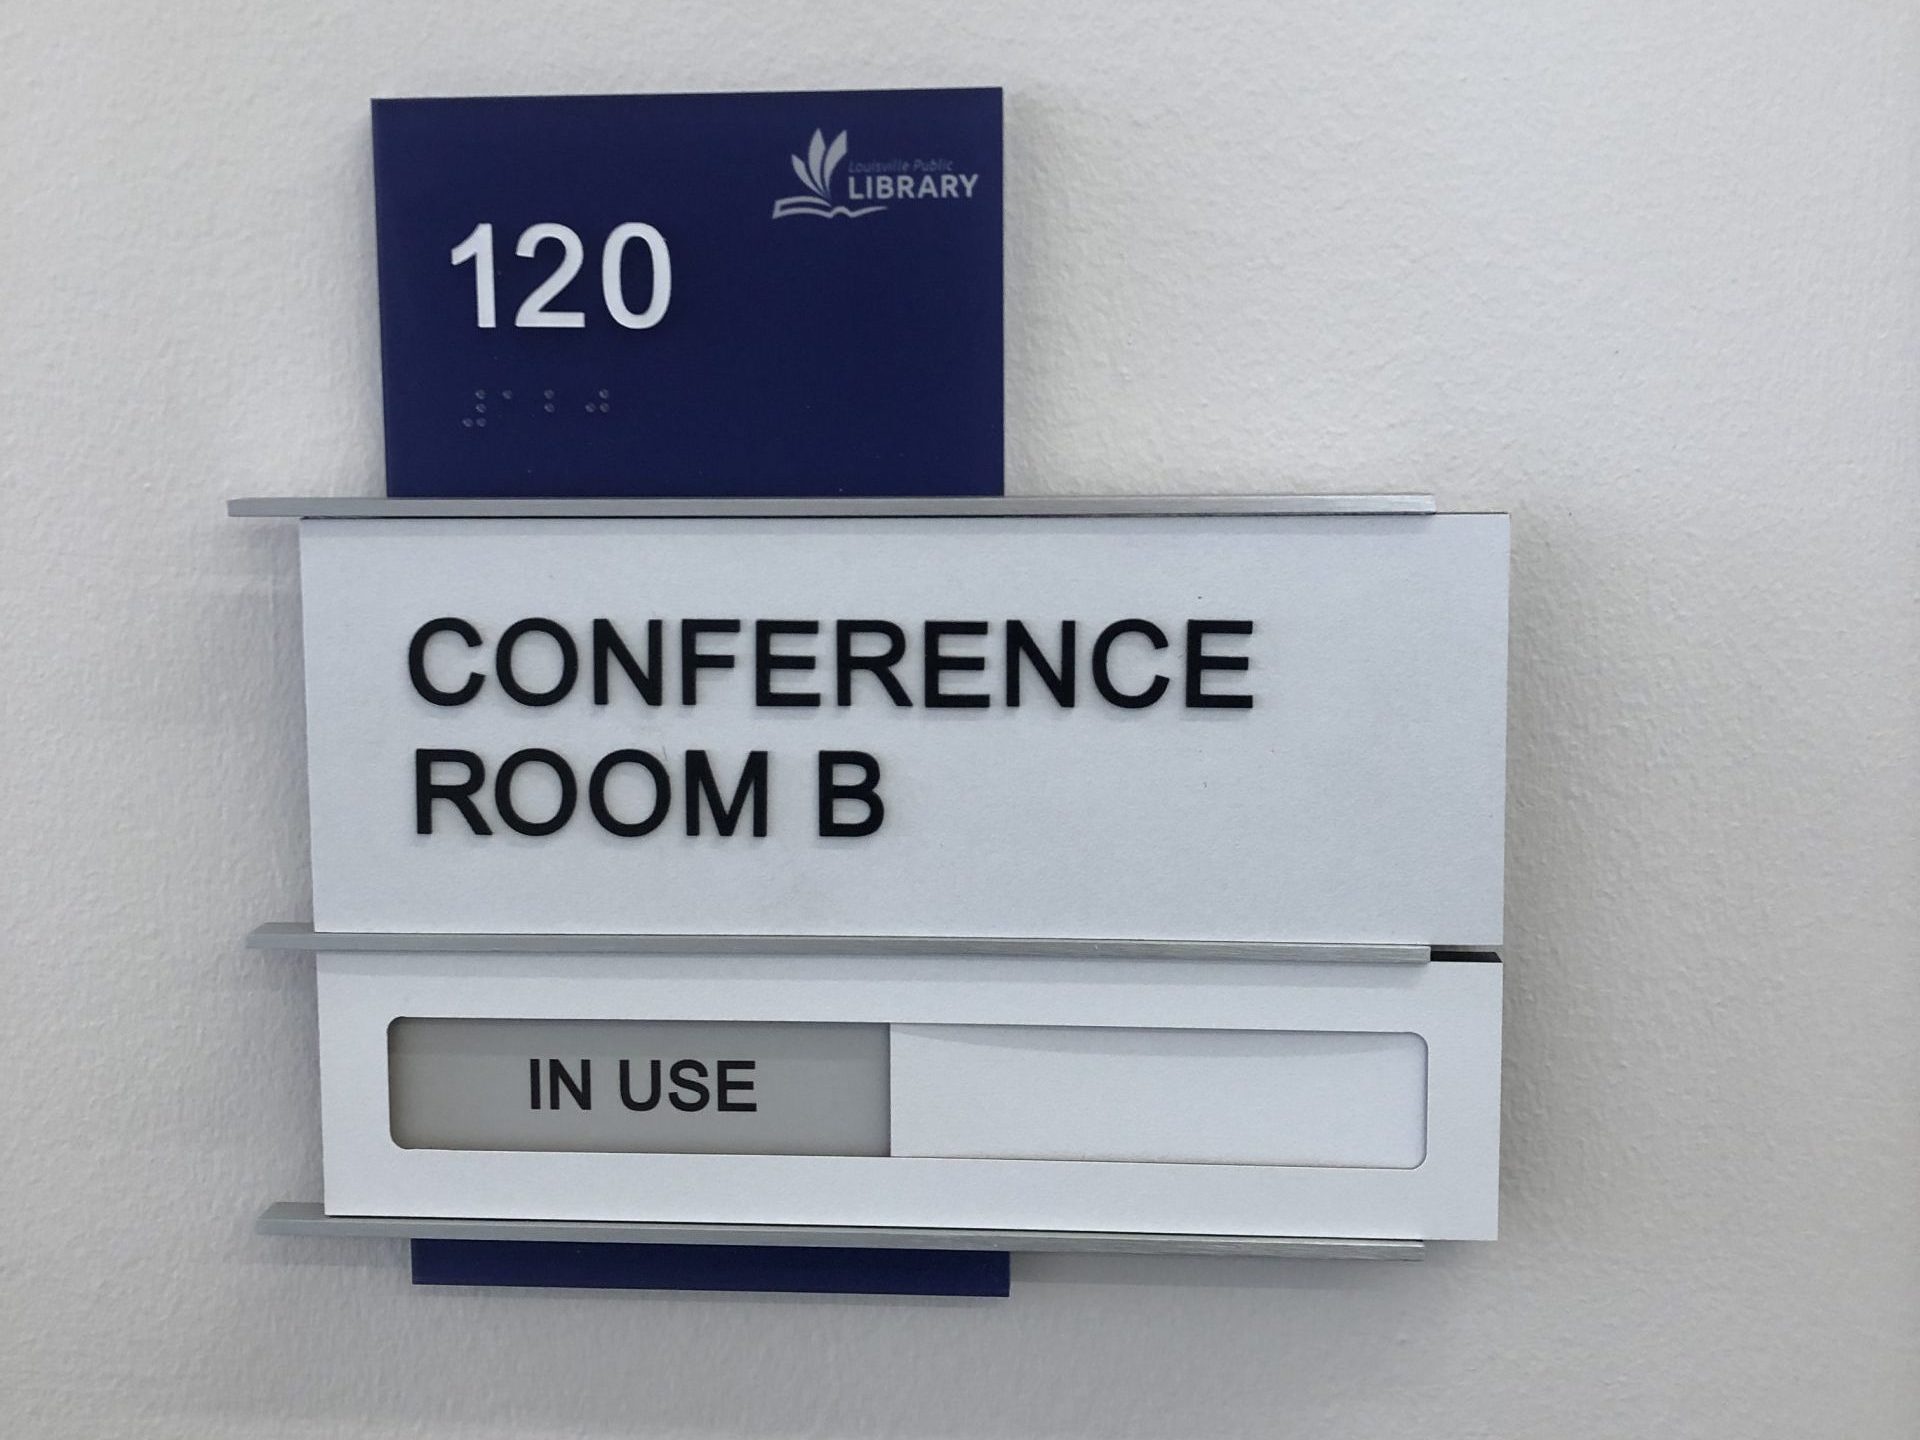 Louisville Public
LIBRARY
120
⠼⠁⠃⠚
CONFERENCE
ROOM B
IN USE